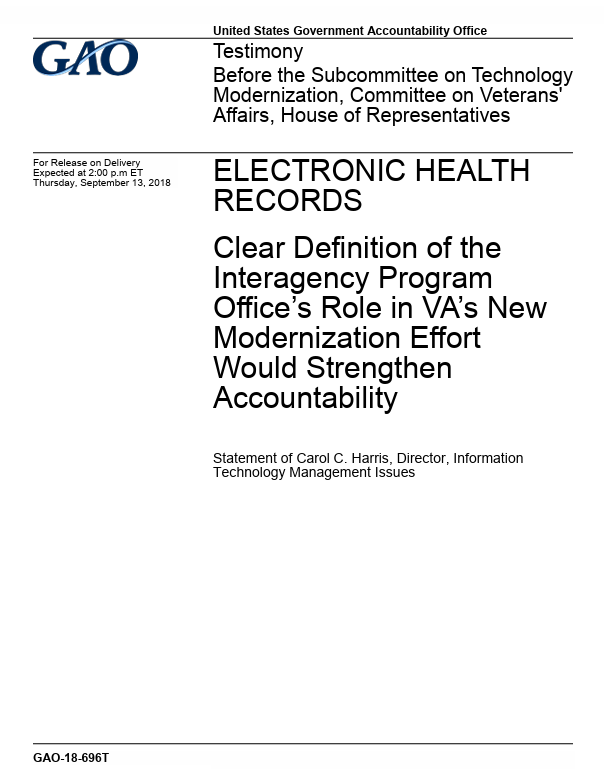 United States Government Accountability Office
GAO
Testimony
Before the Subcommittee on Technology
Modernization, Committee on Veterans'
Affairs, House of Representatives
For Release on Delivery
Expected at 2:00 p.m ET
Thursday, September 13, 2018
ELECTRONIC HEALTH
RECORDS
Clear Definition of the
Interagency Program
Office’s Role in VA’s New
Modernization Effort
Would Strengthen
Accountability
Statement of Carol C. Harris, Director, Information
Technology Management Issues
GAO-18-696T